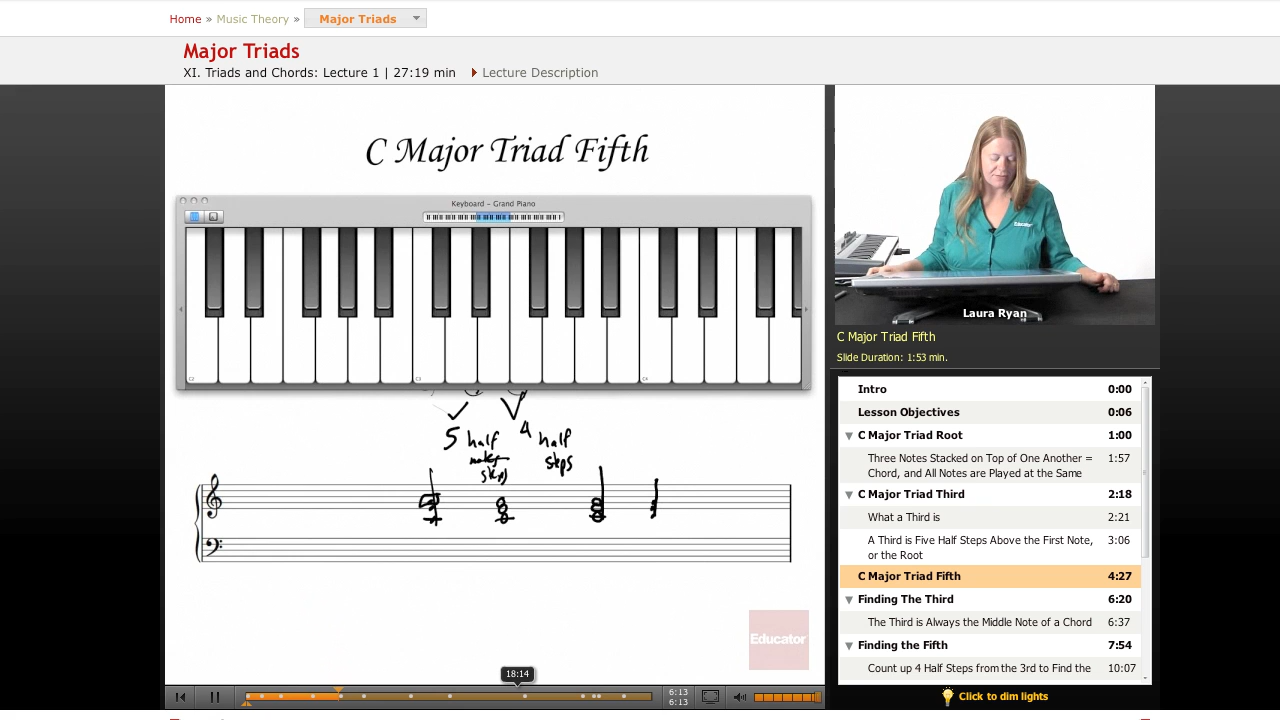 Home » Music Theory » Major Triads
Major Triads
XI. Triads and Chords: Lecture 1 | 27:19 min Lecture Description
C Major Triad Fifth
Keyboard – Grand Piano
C2 C3 C4
5 half 4 half
steps steps
Educator
18:14
6:13
6:13
Educator
Laura Ryan
C Major Triad Fifth
Slide Duration: 1:53 min.
Intro 0:00
Lesson Objectives 0:06
C Major Triad Root 1:00
Three Notes Stacked on Top of One Another = 1:57
Chord, and All Notes are Played at the Same
C Major Triad Third 2:18
What a Third is 2:21
A Third is Five Half Steps Above the First Note, 3:06
or the Root
C Major Triad Fifth 4:27
Finding The Third 6:20
The Third is Always the Middle Note of a Chord 6:37
Finding the Fifth 7:54
Count up 4 Half Steps from the 3rd to Find the 10:07
Click to dim lights